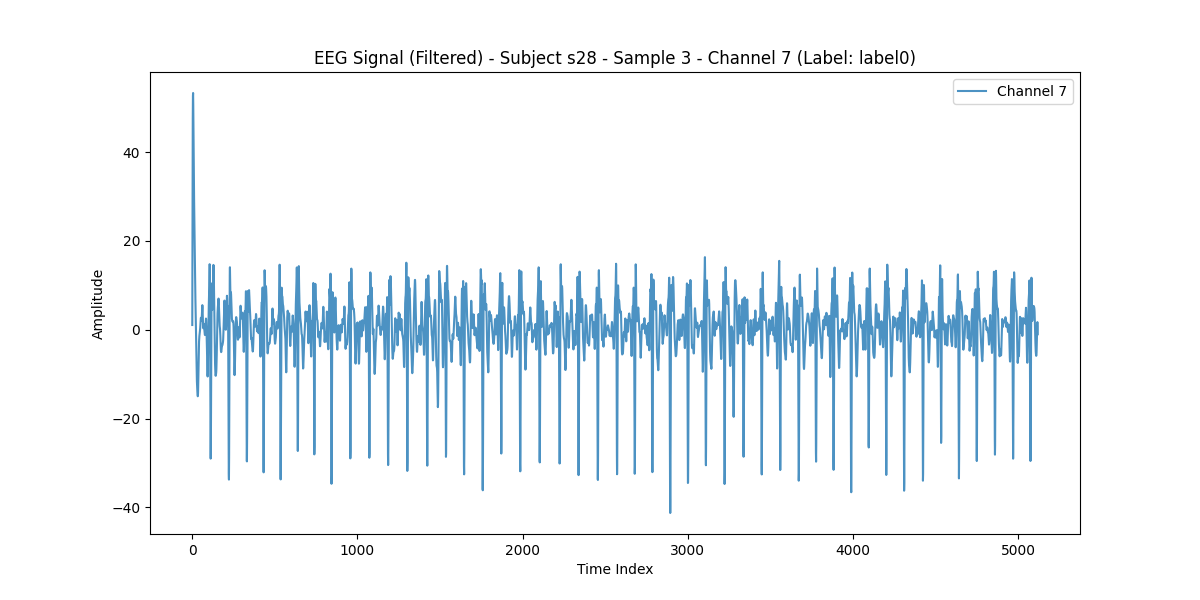 EEG Signal (Filtered) - Subject s28 - Sample 3 - Channel 7 (Label: label0)
Channel 7
Amplitude
40
20
0
−20
−40
0 1000 2000 3000 4000 5000
Time Index